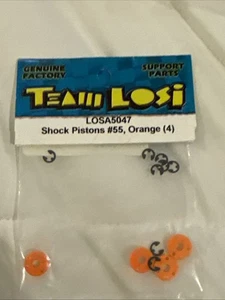 GENUINE FACTORY SUPPORT PARTS
TEAM LOSI
LOSA5047
Shock Pistons #55, Orange (4)